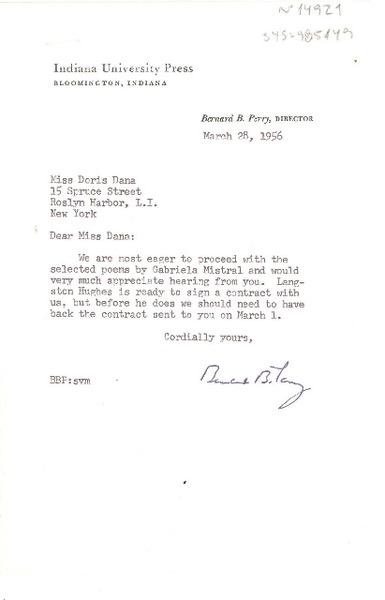 Nº 14921
sys=985449
Indiana University Press
BLOOMINGTON, INDIANA
Bernard B. Perry, DIRECTOR
March 28, 1956
Miss Doris Dana
15 Spruce Street
Roslyn Harbor, L.I.
New York
Dear Miss Dana:
We are most eager to proceed with the
selected poems by Gabriela Mistral and would
very much appreciate hearing from you. Lang-
ston Hughes is ready to sign a contract with
us, but before he does we should need to have
back the contract sent to you on March 1.
Cordially yours,
BBP:svm
Bernard B. Perry